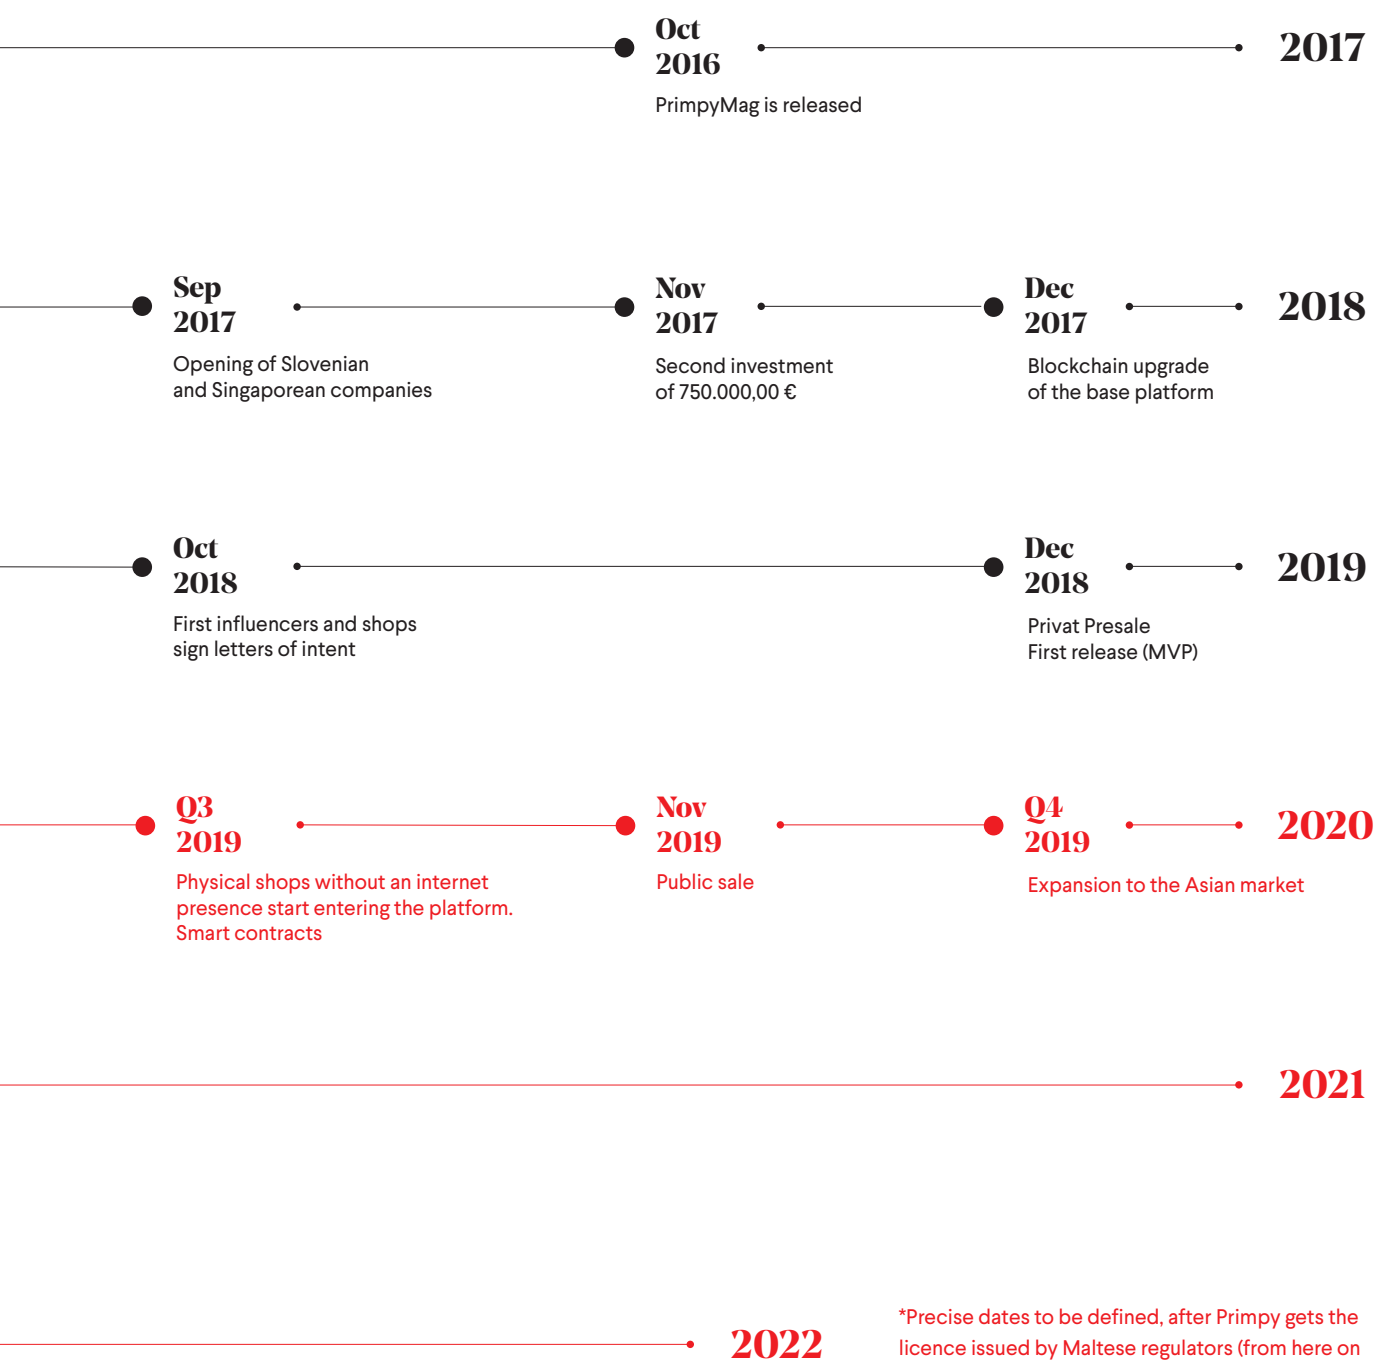 Oct
2016
PrimpyMag is released
2017
Sep
2017
Opening of Slovenian
and Singaporean companies
Nov
2017
Second investment
of 750.000,00 €
Dec
2017
Blockchain upgrade
of the base platform
2018
Oct
2018
First influencers and shops
sign letters of intent
Dec
2018
Privat Presale
First release (MVP)
2019
Q3
2019
Physical shops without an internet
presence start entering the platform.
Smart contracts
Nov
2019
Public sale
Q4
2019
Expansion to the Asian market
2020
2021
2022
*Precise dates to be defined, after Primpy gets the
licence issued by Maltese regulators (from here on